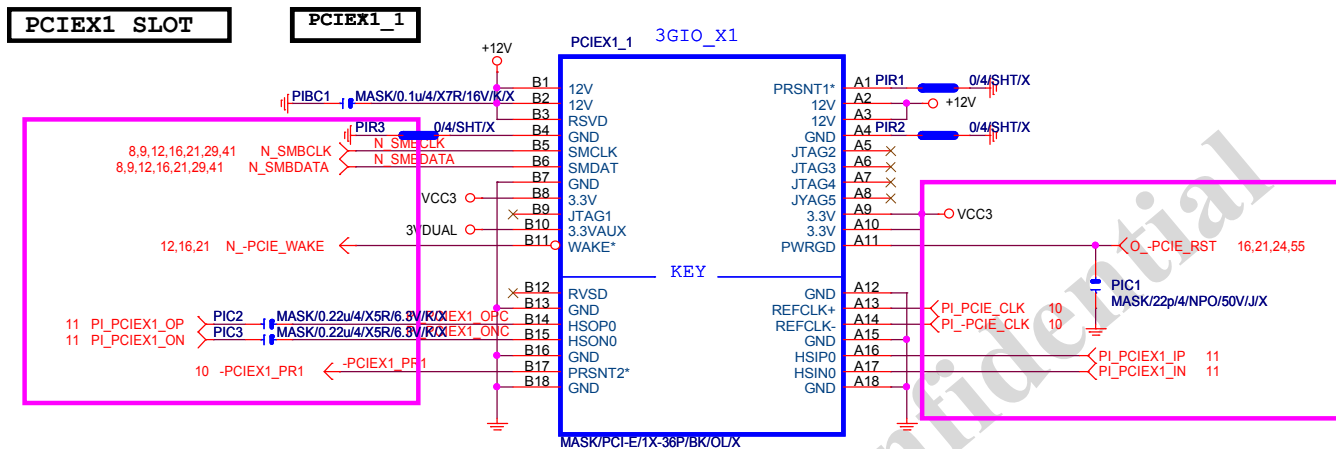 PCIEX1 SLOT
PCIEX1_1
PCIEX1_1
3GIO_X1
+12V
PIBC1
MASK/0.1u/4/X7R/16V/K/X
PIR3
0/4/SHT/X
8,9,12,16,21,29,41 N_SMBCLK
N_SMBCLK
8,9,12,16,21,29,41 N_SMBDATA
N_SMBDATA
VCC3
3VDUAL
12,16,21 N_-PCIE_WAKE
11 PI_PCIEX1_OP
PIC2
MASK/0.22u/4/X5R/6.3V/K/X
11 PI_PCIEX1_ON
PIC3
MASK/0.22u/4/X5R/6.3V/K/X
10 -PCIEX1_PR1
-PCIEX1_PR1
B1 12V
B2 12V
B3 RSVD
B4 GND
B5 SMCLK
B6 SMDAT
B7 GND
B8 3.3V
B9 JTAG1
B10 3.3VAUX
B11 WAKE*
KEY
B12 RVSD
B13 GND
B14 HSOP0
B15 HSON0
B16 GND
B17 PRSNT2*
B18 GND
PRSNT1* A1
12V A2
12V A3
GND A4
JTAG2 A5
JTAG3 A6
JTAG4 A7
JYAG5 A8
3.3V A9
3.3V A10
PWRGD A11
GND A12
REFCLK+ A13
REFCLK- A14
GND A15
HSIP0 A16
HSIN0 A17
GND A18
PIR1
0/4/SHT/X
+12V
PIR2
0/4/SHT/X
VCC3
O_-PCIE_RST 16,21,24,55
PIC1
MASK/22p/4/NPO/50V/J/X
PI_PCIE_CLK 10
PI_-PCIE_CLK 10
PI_PCIEX1_IP 11
PI_PCIEX1_IN 11
MASK/PCI-E/1X-36P/BK/OL/X
nfidential